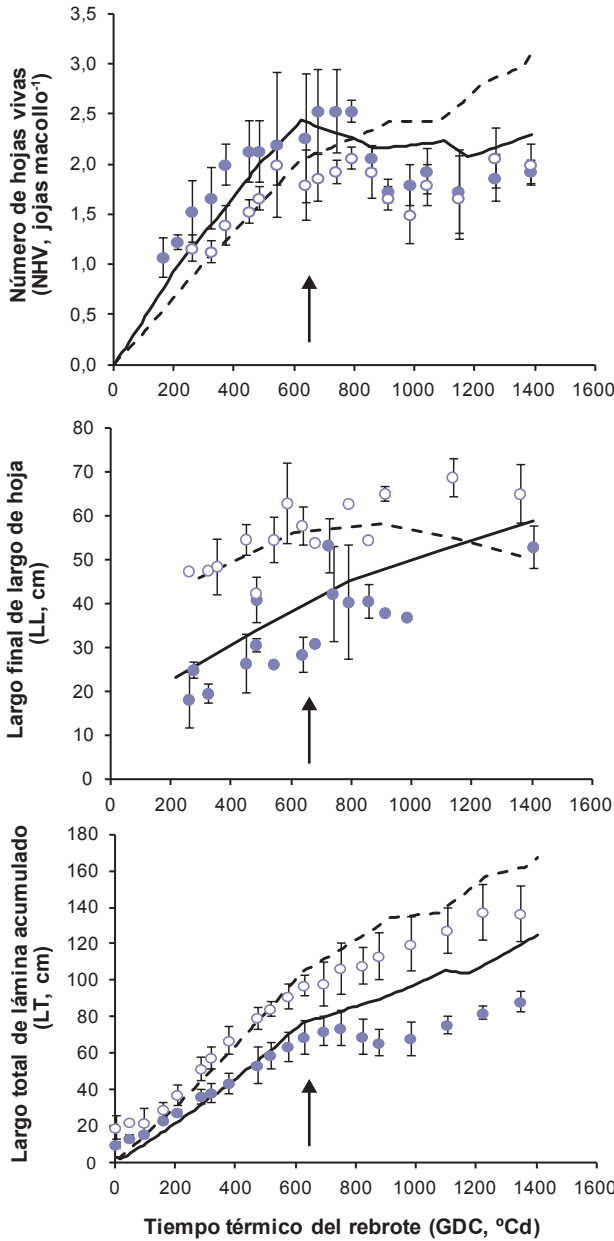 Número de hojas vivas
(NHV, jojas macollo-1)
3,5
3,0
2,5
2,0
1,5
1,0
0,5
0,0
0 200 400 600 800 1000 1200 1400 1600
Largo final de largo de hoja
(LL, cm)
80
70
60
50
40
30
20
10
0
0 200 400 600 800 1000 1200 1400 1600
Largo total de lámina acumulado
(LT, cm)
180
160
140
120
100
80
60
40
20
0
0 200 400 600 800 1000 1200 1400 1600
Tiempo térmico del rebrote (GDC, ºCd)